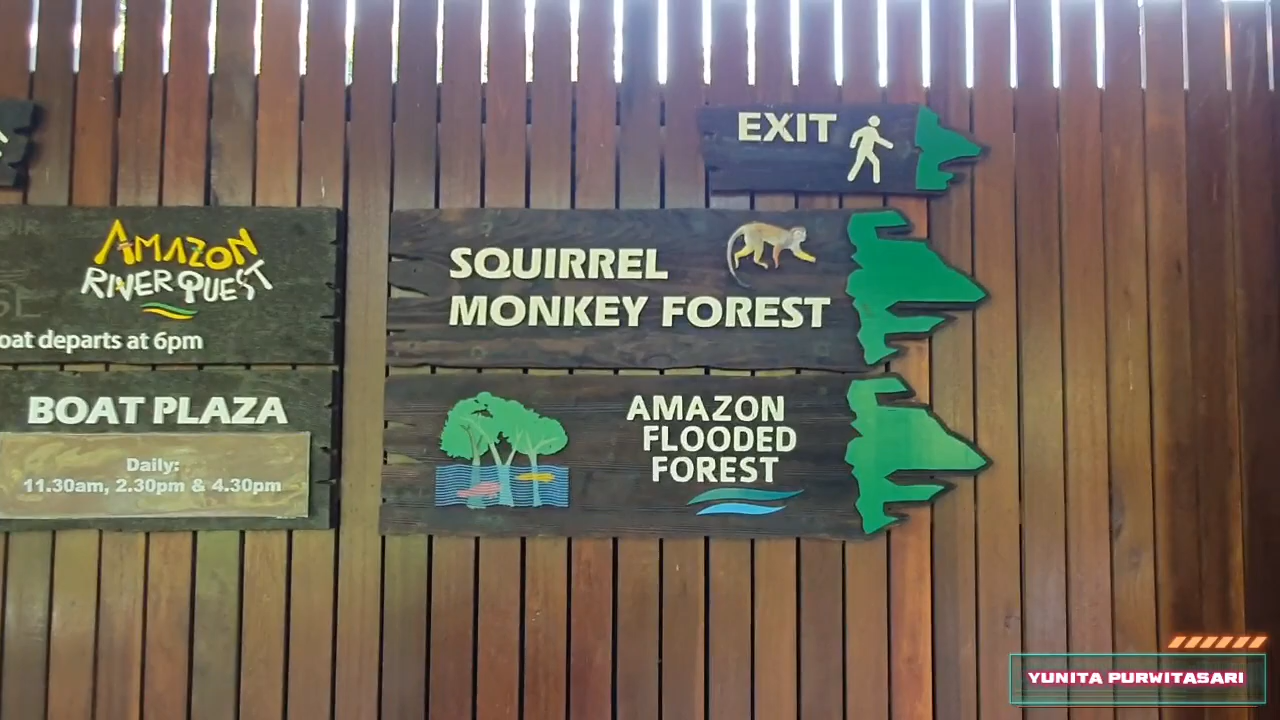 AMAZON
RIVER QUEST
oat departs at 6pm
BOAT PLAZA
Daily:
11.30am, 2.30pm & 4.30pm
EXIT
SQUIRREL
MONKEY FOREST
AMAZON
FLOODED
FOREST
YUNITA PURWITASARI